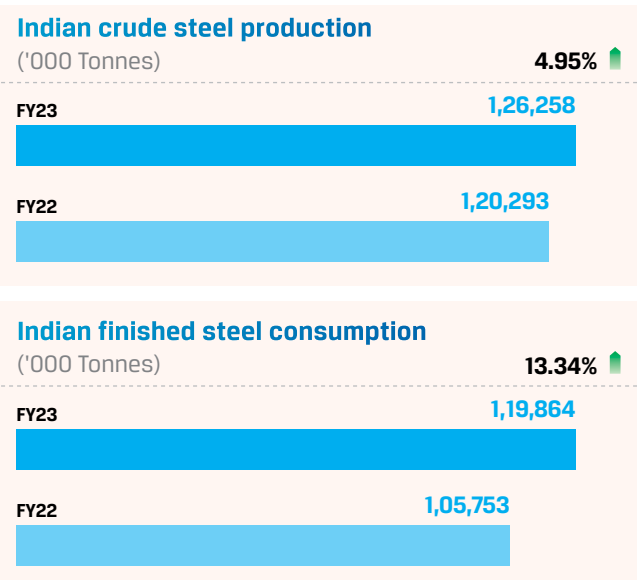 Indian crude steel production
('000 Tonnes)
4.95%
FY23
1,26,258
FY22
1,20,293
Indian finished steel consumption
('000 Tonnes)
13.34%
FY23
1,19,864
FY22
1,05,753